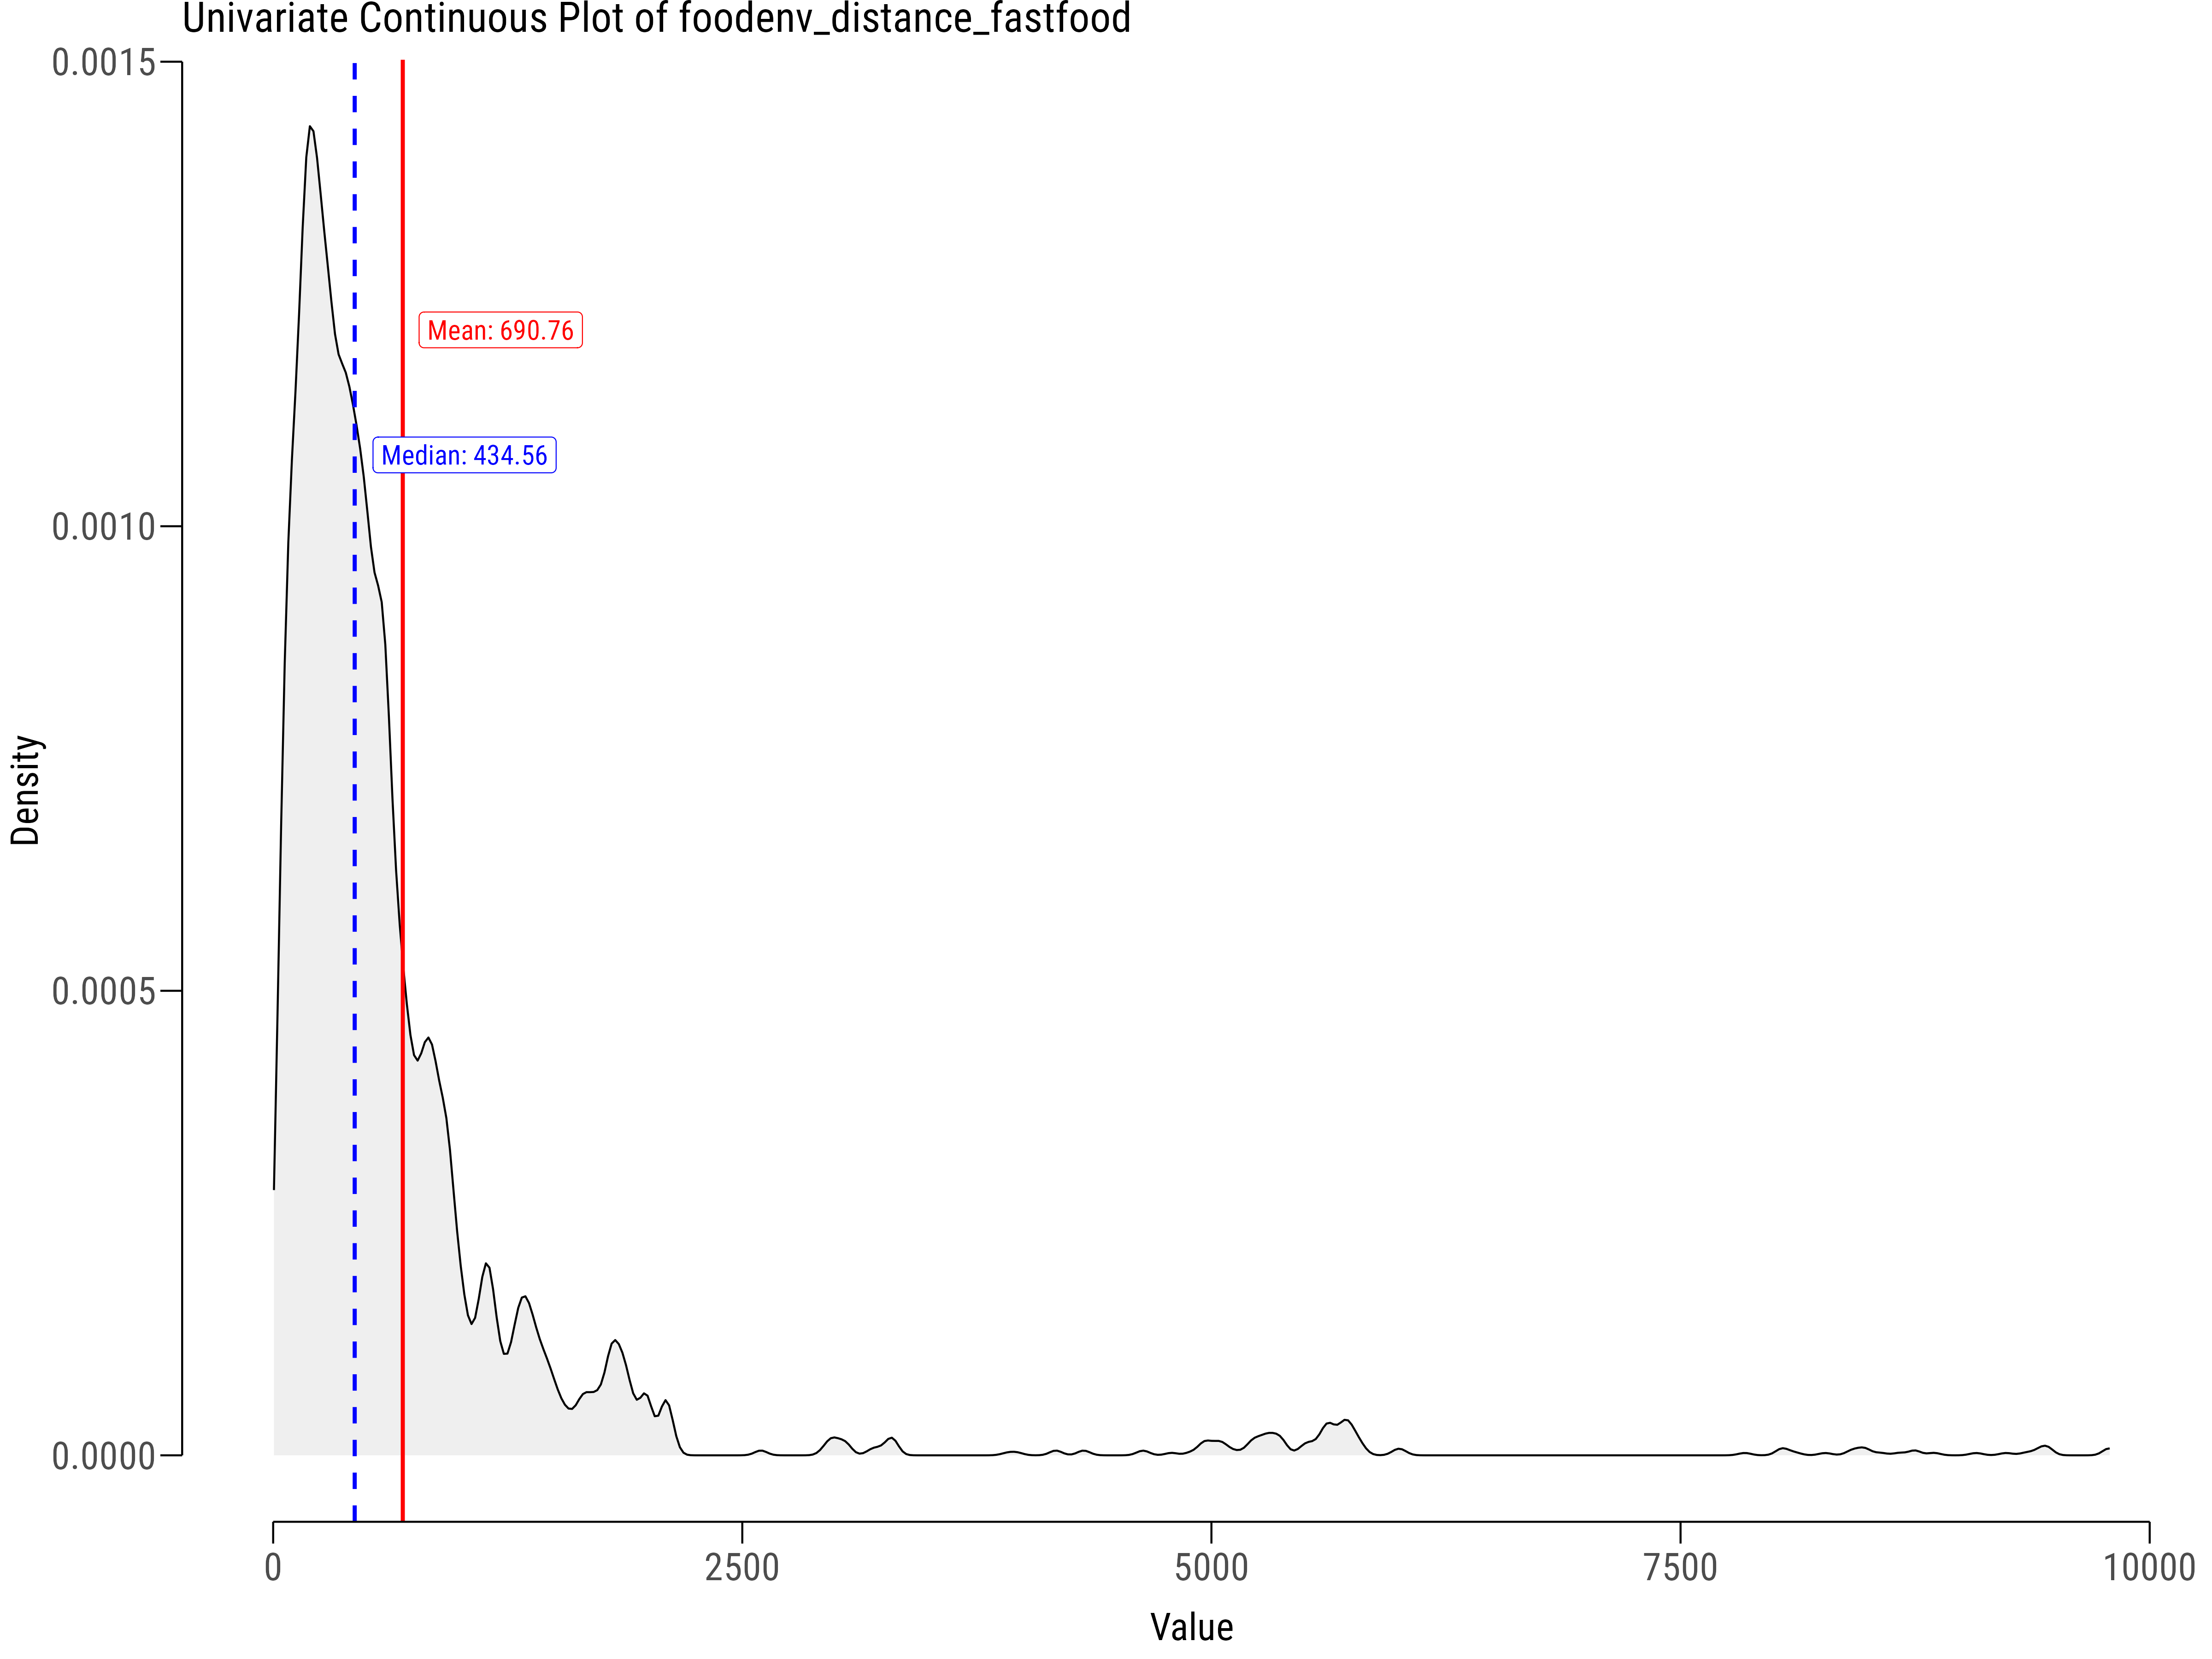 Univariate Continuous Plot of foodenv_distance_fastfood
0.0015
Mean: 690.76
Median: 434.56
0.0010
Density
0.0005
0.0000
0
2500
5000
7500
10000
Value